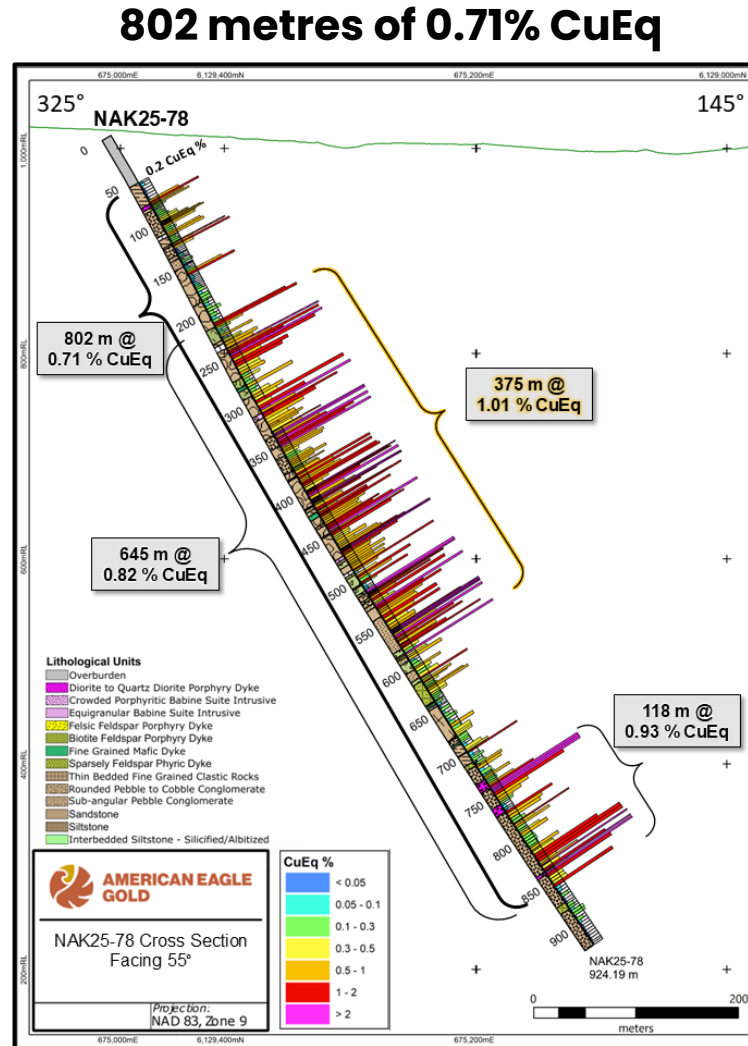 802 metres of 0.71% CuEq
675,000mE
6,129,400mN
675,200mE
6,129,000mN
325°
145°
NAK25-78
1,000mRL
0
0.2 CuEq %
50
100
150
200
802 m @
0.71 % CuEq
800mRL
250
375 m @
1.01 % CuEq
300
350
400
450
645 m @
0.82 % CuEq
600mRL
500
550
600
Lithological Units
Overburden
Diorite to Quartz Diorite Porphyry Dyke
Crowded Porphyritic Babine Suite Intrusive
Equigranular Babine Suite Intrusive
Felsic Feldspar Porphyry Dyke
Biotite Feldspar Porphyry Dyke
Fine Grained Mafic Dyke
Sparsely Feldspar Phyric Dyke
Thin Bedded Fine Grained Clastic Rocks
Rounded Pebble to Cobble Conglomerate
Sub-angular Pebble Conglomerate
Sandstone
Siltstone
Interbedded Siltstone - Silicified/Albitized
650
118 m @
0.93 % CuEq
700
400mRL
750
800
850
900
AMERICAN EAGLE
GOLD
NAK25-78 Cross Section
Facing 55°
Projection:
NAD 83, Zone 9
CuEq %
< 0.05
0.05 - 0.1
0.1 - 0.3
0.3 - 0.5
0.5 - 1
1 - 2
> 2
NAK25-78
924.19 m
200mRL
0
200
meters
675,000mE
6,129,400mN
675,200mE
6,129,000mN